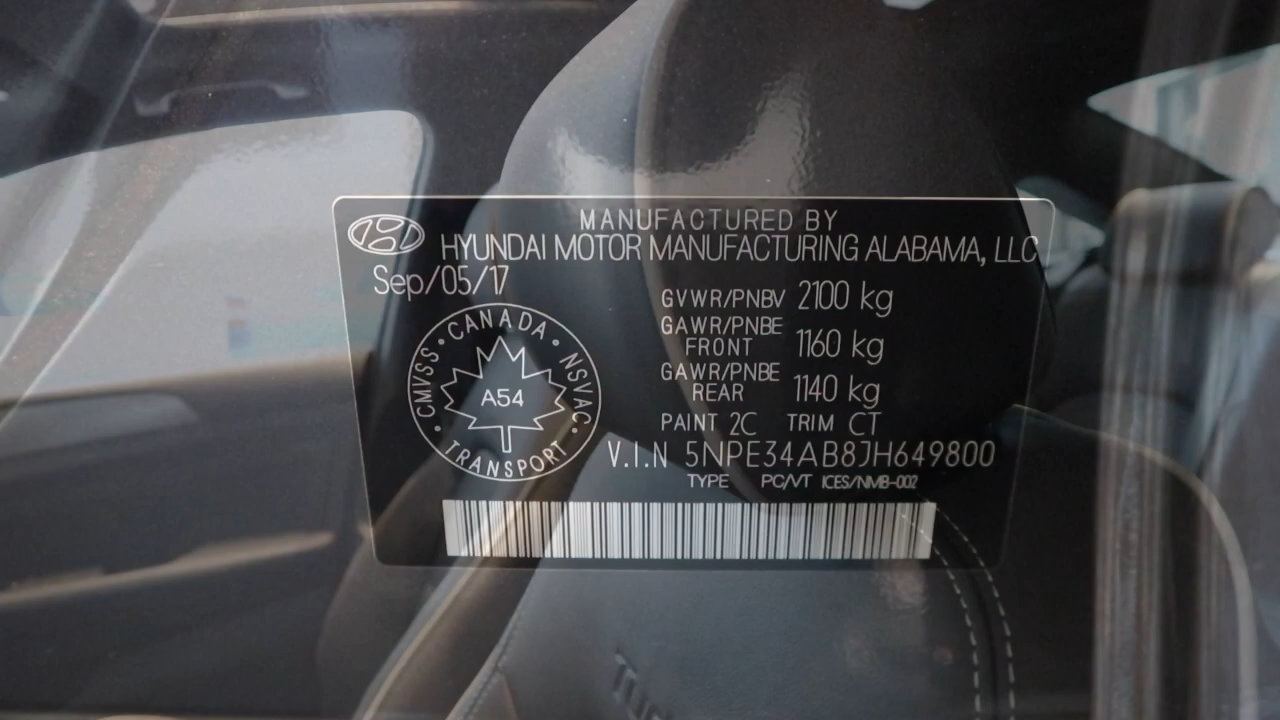 MANUFACTURED BY
HYUNDAI MOTOR MANUFACTURING ALABAMA, LLC
Sep/05/17
GVWR/PNBV 2100 kg
GAWR/PNBE FRONT 1160 kg
GAWR/PNBE REAR 1140 kg
PAINT 2C TRIM CT
V.I.N 5NPE34AB8JH649800
TYPE PC/VT ICES/NMB-002
CMVSS · CANADA · NSVAC · TRANSPORT ·
A54